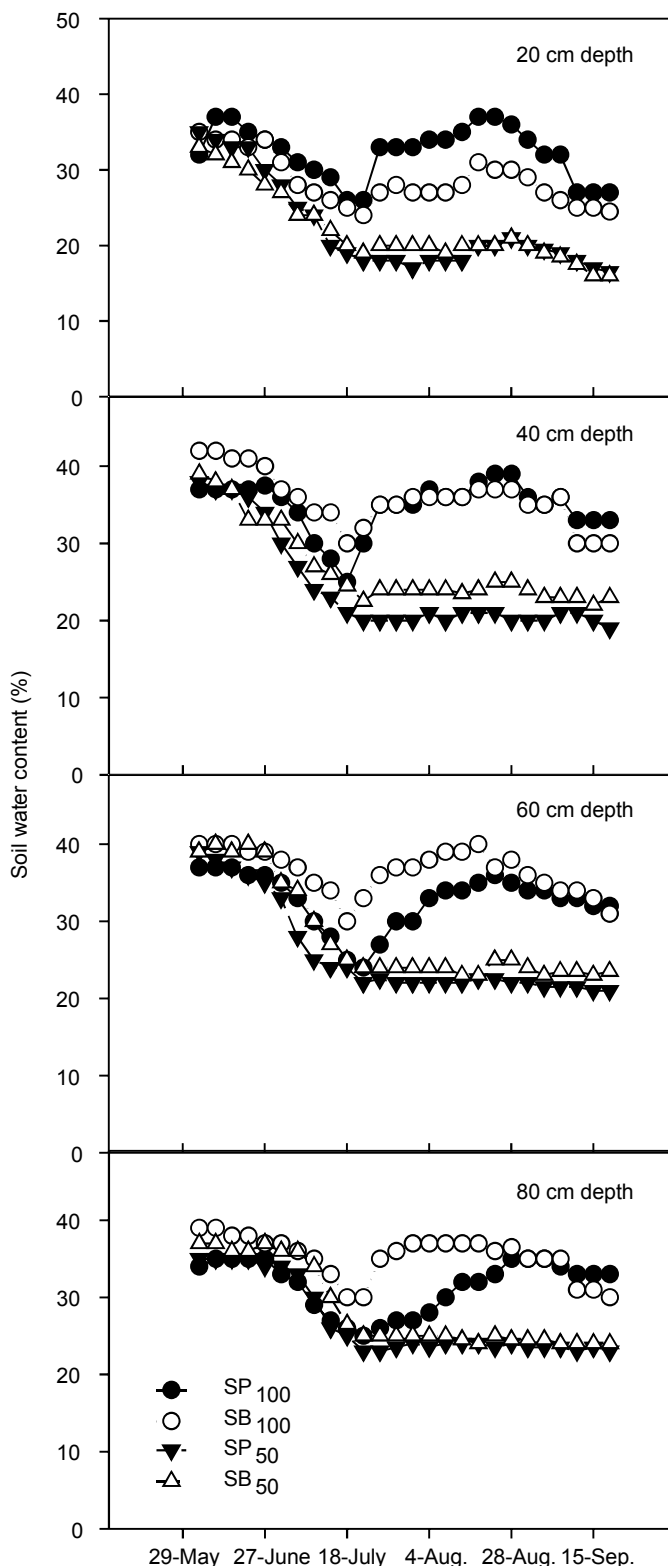 50
20 cm depth
40
30
20
10
0
40 cm depth
40
30
20
10
0
Soil water content (%)
60 cm depth
40
30
20
10
0
80 cm depth
40
30
20
10
0
SP 100
SB 100
SP 50
SB 50
29-May 27-June 18-July 4-Aug. 28-Aug. 15-Sep.